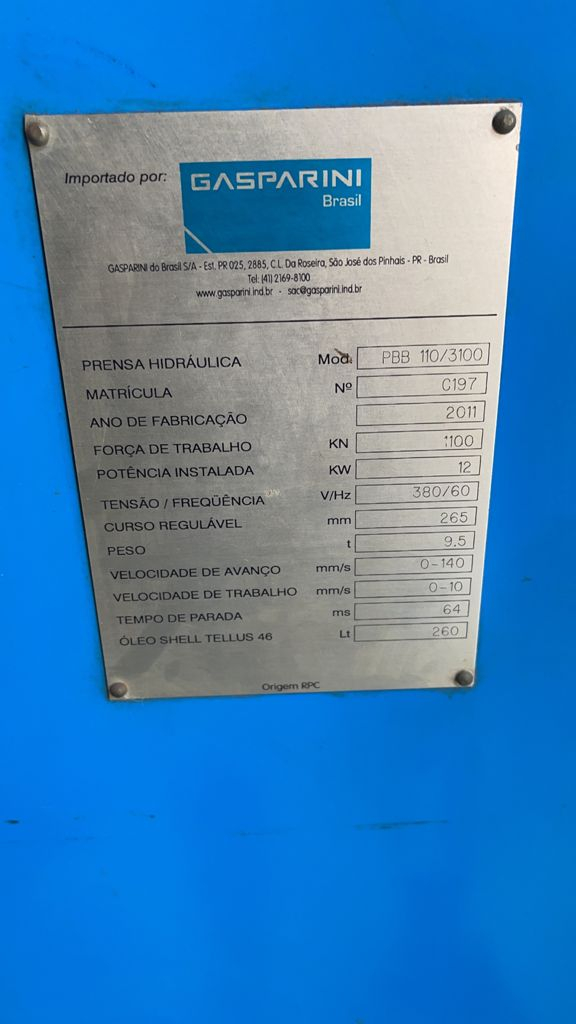 Importado por:
GASPARINI
Brasil
GASPARINI do Brasil S/A - Est. PR 025, 2885, C.L. Da Roseira, São José dos Pinhais - PR - Brasil
Tel: (41) 2169-8100
www.gasparini.ind.br - sac@gasparini.ind.br
PRENSA HIDRÁULICA Mod. PBB 110/3100
MATRÍCULA Nº C197
ANO DE FABRICAÇÃO 2011
FORÇA DE TRABALHO KN 1100
POTÊNCIA INSTALADA KW 12
TENSÃO / FREQÜÊNCIA V/Hz 380/60
CURSO REGULÁVEL mm 265
PESO t 9.5
VELOCIDADE DE AVANÇO mm/s 0-140
VELOCIDADE DE TRABALHO mm/s 0-10
TEMPO DE PARADA ms 64
ÓLEO SHELL TELLUS 46 Lt 260
Origem RPC